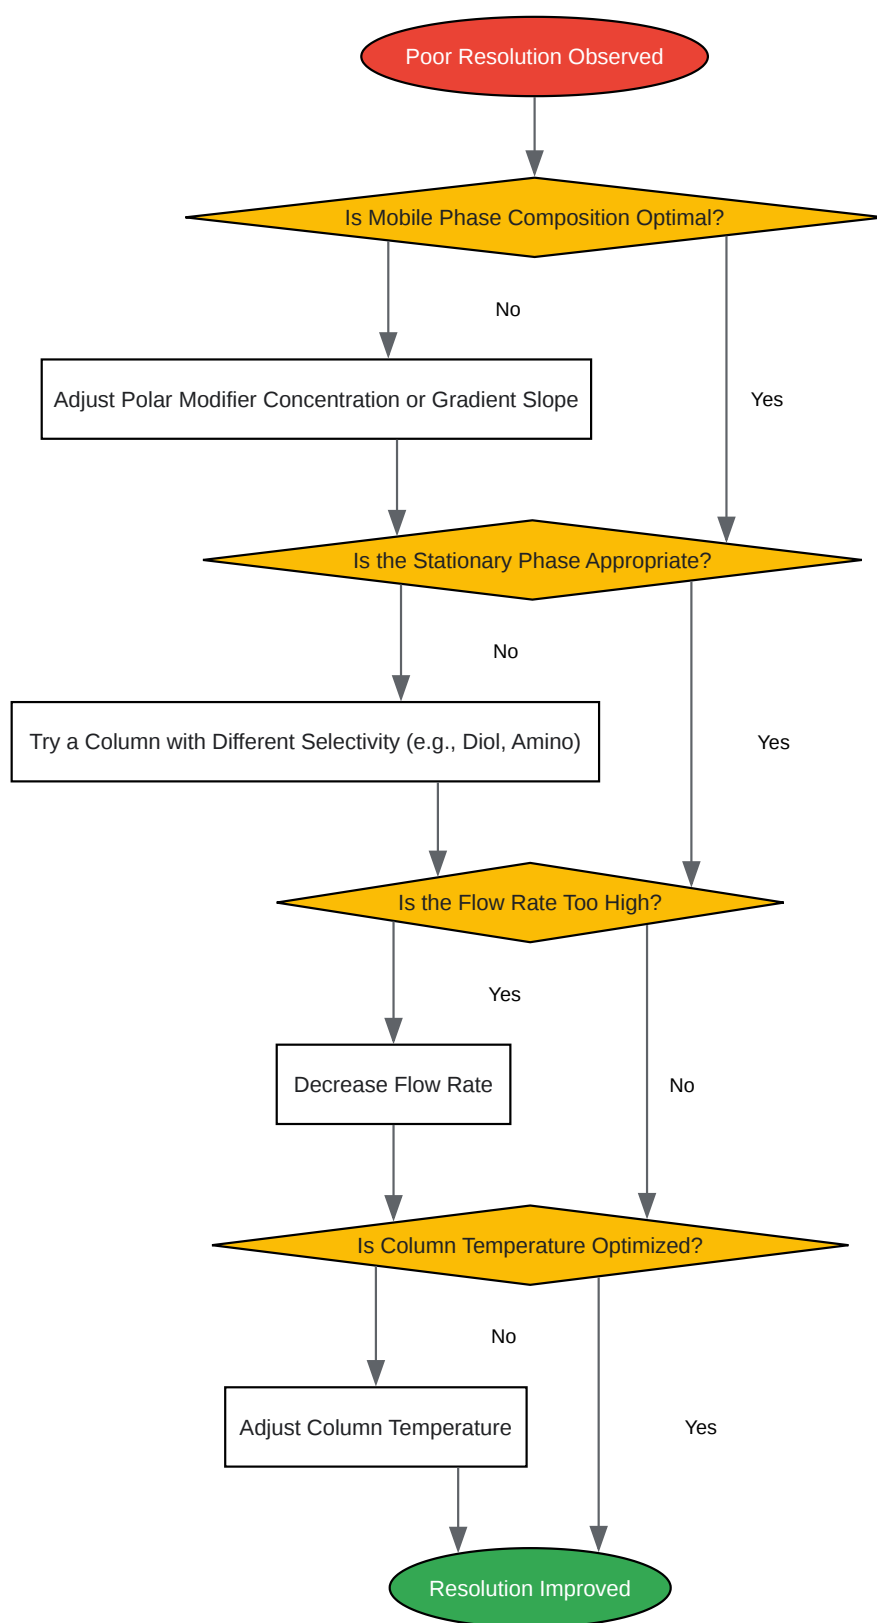 Poor Resolution Observed
Is Mobile Phase Composition Optimal?
No
Adjust Polar Modifier Concentration or Gradient Slope
Yes
Is the Stationary Phase Appropriate?
No
Try a Column with Different Selectivity (e.g., Diol, Amino)
Yes
Is the Flow Rate Too High?
Yes
Decrease Flow Rate
No
Is Column Temperature Optimized?
No
Adjust Column Temperature
Yes
Resolution Improved